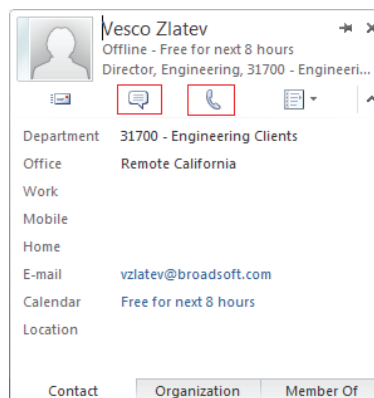 Vesco Zlatev
Offline - Free for next 8 hours
Director, Engineering, 31700 - Engineeri...
Department 31700 - Engineering Clients
Office Remote California
Work
Mobile
Home
E-mail vzlatev@broadsoft.com
Calendar Free for next 8 hours
Location
Contact Organization Member Of